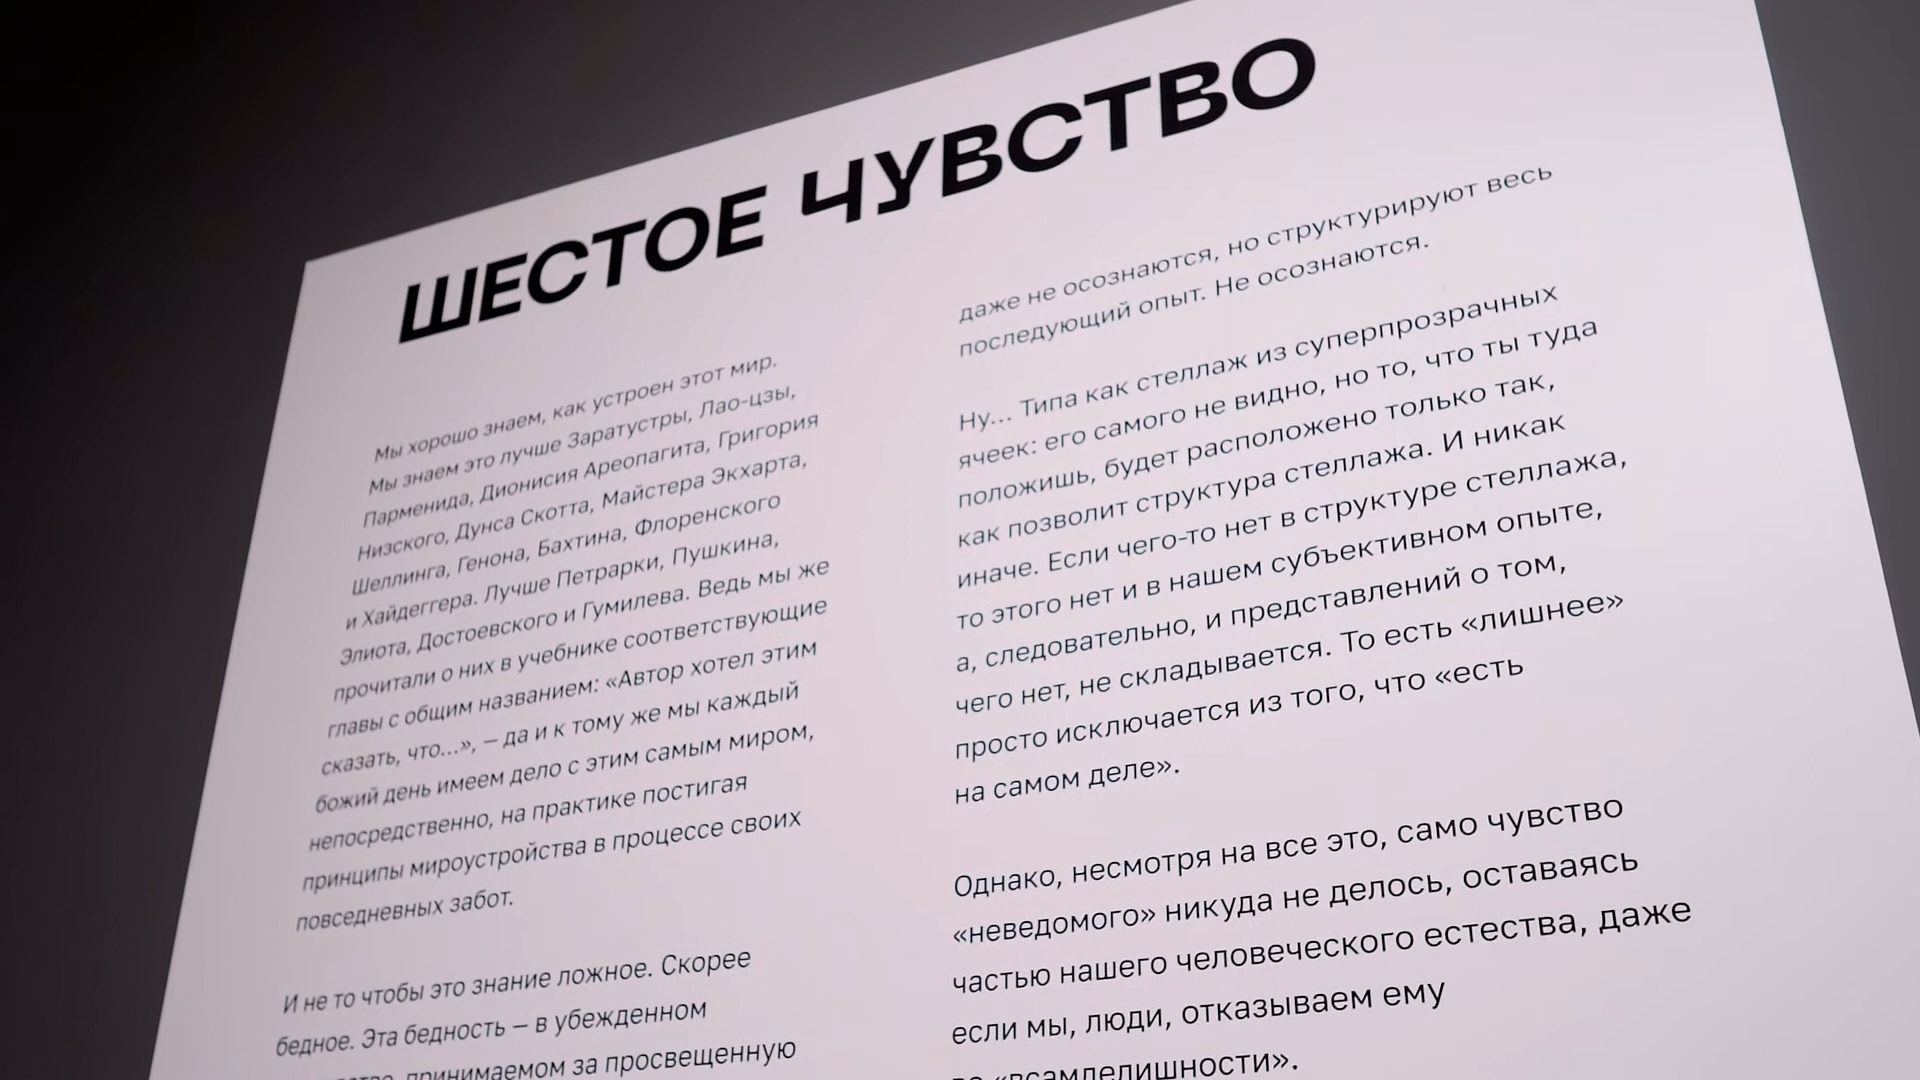 ШЕСТОЕ ЧУВСТВО
Мы хорошо знаем, как устроен этот мир.
Мы знаем это лучше Заратустры, Лао-цзы,
Парменида, Дионисия Ареопагита, Григория
Низского, Дунса Скотта, Майстера Экхарта,
Шеллинга, Генона, Бахтина, Флоренского
и Хайдеггера. Лучше Петрарки, Пушкина,
Элиота, Достоевского и Гумилева. Ведь мы же
прочитали о них в учебнике соответствующие
главы с общим названием: «Автор хотел этим
сказать, что...», – да и к тому же мы каждый
божий день имеем дело с этим самым миром,
непосредственно, на практике постигая
принципы мироустройства в процессе своих
повседневных забот.
И не то чтобы это знание ложное. Скорее
бедное. Эта бедность – в убежденном
принимаемом за просвещенную
даже не осознаются, но структурируют весь
последующий опыт. Не осознаются.
Ну... Типа как стеллаж из суперпрозрачных
ячеек: его самого не видно, но то, что ты туда
положишь, будет расположено только так,
как позволит структура стеллажа. И никак
иначе. Если чего-то нет в структуре стеллажа,
то этого нет и в нашем субъективном опыте,
а, следовательно, и представлений о том,
чего нет, не складывается. То есть «лишнее»
просто исключается из того, что «есть
на самом деле».
Однако, несмотря на все это, само чувство
«неведомого» никуда не делось, оставаясь
частью нашего человеческого естества, даже
если мы, люди, отказываем ему
во «всамделишности».